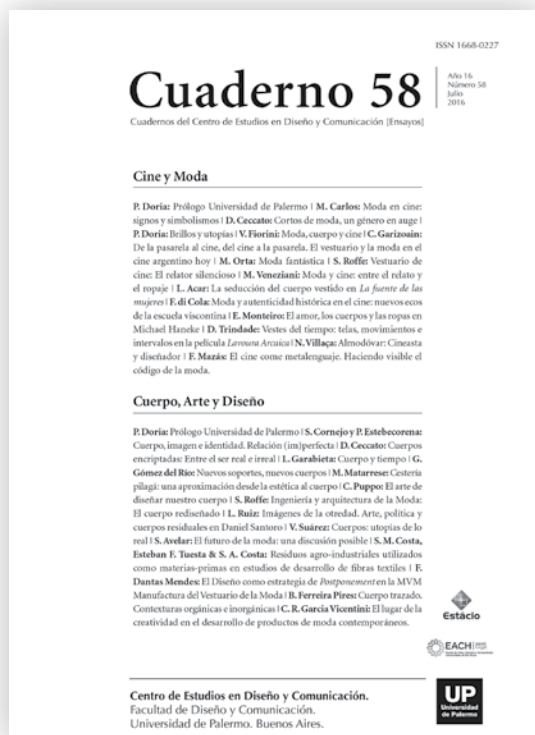 ISSN 1668-0227
Cuaderno 58
Año 16
Número 58
Julio
2016
Cuadernos del Centro de Estudios en Diseño y Comunicación [Ensayos]
Cine y Moda
P. Doria: Prólogo Universidad de Palermo | M. Carlos: Moda en cine:
signos y simbolismos | D. Ceccato: Cortos de moda, un género en auge |
P. Doria: Brillos y utopías | V. Fiorini: Moda, cuerpo y cine | C. Garizoain:
De la pasarela al cine, del cine a la pasarela. El vestuario y la moda en el
cine argentino hoy | M. Orta: Moda fantástica | S. Roffe: Vestuario de
cine: El relator silencioso | M. Veneziani: Moda y cine: entre el relato y
el ropaje | L. Acar: La seducción del cuerpo vestido en La fuente de las
mujeres | F. di Cola: Moda y autenticidad histórica en el cine: nuevos ecos
de la escuela viscontina | E. Monteiro: El amor, los cuerpos y las ropas en
Michael Haneke | D. Trindade: Vestes del tiempo: telas, movimientos e
intervalos en la película Lavoura Arcaica | N. Villaça: Almodóvar: Cineasta
y diseñador | F. Mazás: El cine come metalenguaje. Haciendo visible el
código de la moda.
Cuerpo, Arte y Diseño
P. Doria: Prólogo Universidad de Palermo | S. Cornejo y P. Estebecorena:
Cuerpo, imagen e identidad. Relación (im)perfecta | D. Ceccato: Cuerpos
encriptados: Entre el ser real e irreal | L. Garabieta: Cuerpo y tiempo | G.
Gómez del Río: Nuevos soportes, nuevos cuerpos | M. Matarrese: Cestería
pilagá: una aproximación desde la estética al cuerpo | C. Puppo: El arte de
diseñar nuestro cuerpo | S. Roffe: Ingeniería y arquitectura de la Moda:
El cuerpo rediseñado | L. Ruiz: Imágenes de la otredad. Arte, política y
cuerpos residuales en Daniel Santoro | V. Suárez: Cuerpos: utopías de lo
real | S. Avelar: El futuro de la moda: una discusión posible | S. M. Costa,
Esteban F. Tuesta & S. A. Costa: Residuos agro-industriales utilizados
como materias-primas en estudios de desarrollo de fibras textiles | F.
Dantas Mendes: El Diseño como estrategia de Postponement en la MVM
Manufactura del Vestuario de la Moda | B. Ferreira Pires: Cuerpo trazado.
Contexturas orgánicas e inorgánicas | C. R. Garcia Vicentini: El lugar de la
creatividad en el desarrollo de productos de moda contemporáneos.
Estácio
EACH
Centro de Estudios en Diseño y Comunicación.
Facultad de Diseño y Comunicación.
Universidad de Palermo. Buenos Aires.
UP
Universidad
de Palermo